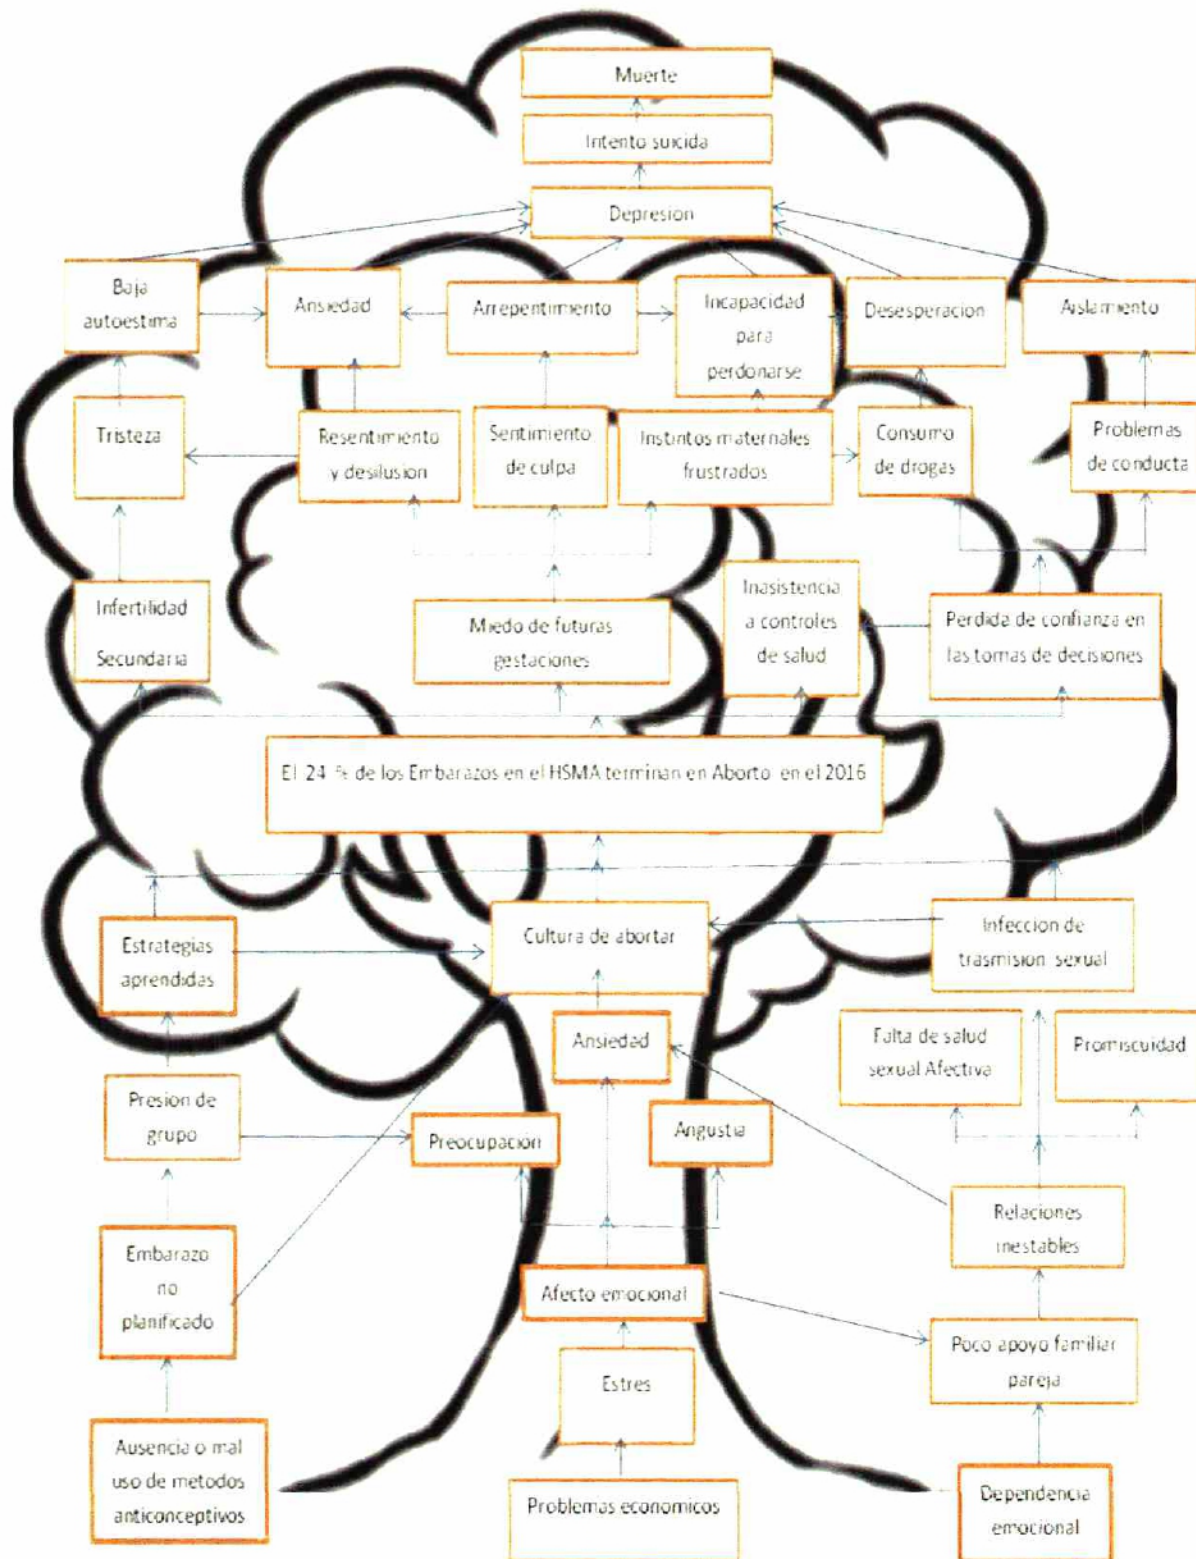 Muerte
Intento suicida
Depresion
Baja
autoestima
Ansiedad
Arrepentimiento
Incapacidad
para
perdonarse
Desesperacion
Aislamiento
Tristeza
Resentimiento
y desilusion
Sentimiento
de culpa
Instintos maternales
frustrados
Consumo
de drogas
Problemas
de conducta
Infertilidad
Secundaria
Miedo de futuras
gestaciones
Inasistencia
a controles
de salud
Perdida de confianza en
las tomas de decisiones
El 24 % de los Embarazos en el HSMA terminan en Aborto en el 2016
Estrategias
aprendidas
Cultura de abortar
Infeccion de
trasmision sexual
Ansiedad
Falta de salud
sexual Afectiva
Promiscuidad
Presion de
grupo
Preocupacion
Angustia
Embarazo
no
planificado
Relaciones
inestables
Afecto emocional
Poco apoyo familiar
pareja
Estres
Ausencia o mal
uso de metodos
anticonceptivos
Problemas economicos
Dependencia
emocional